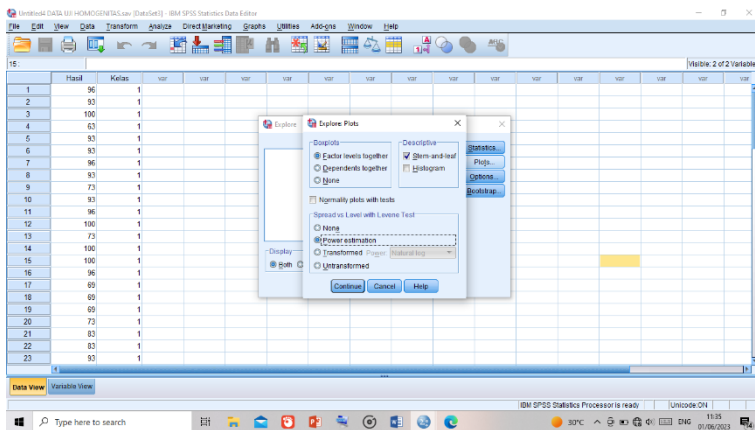 Untitled4 DATA UJI HOMOGENITAS.sav [DataSet3] - IBM SPSS Statistics Data Editor
File Edit View Data Transform Analyze Direct Marketing Graphs Utilities Add-ons Window Help
15 :
Visible: 2 of 2 Variable
Hasil Kelas var var var var var var var var var var var var var var var
1 96 1
2 93 1
3 100 1
4 63 1
5 93 1
6 93 1
7 96 1
8 93 1
9 73 1
10 93 1
11 96 1
12 100 1
13 73 1
14 100 1
15 100 1
16 96 1
17 69 1
18 69 1
19 69 1
20 73 1
21 83 1
22 83 1
23 93 1
Explore
Statistics...
Plots...
Options...
Bootstrap...
Display
Both
Explore: Plots
Boxplots
Factor levels together
Dependents together
None
Descriptive
Stem-and-leaf
Histogram
Normality plots with tests
Spread vs Level with Levene Test
None
Power estimation
Transformed Power: Natural log
Untransformed
Continue Cancel Help
Data View Variable View
IBM SPSS Statistics Processor is ready Unicode:ON
Type here to search
30°C ENG 11:35
01/06/2023